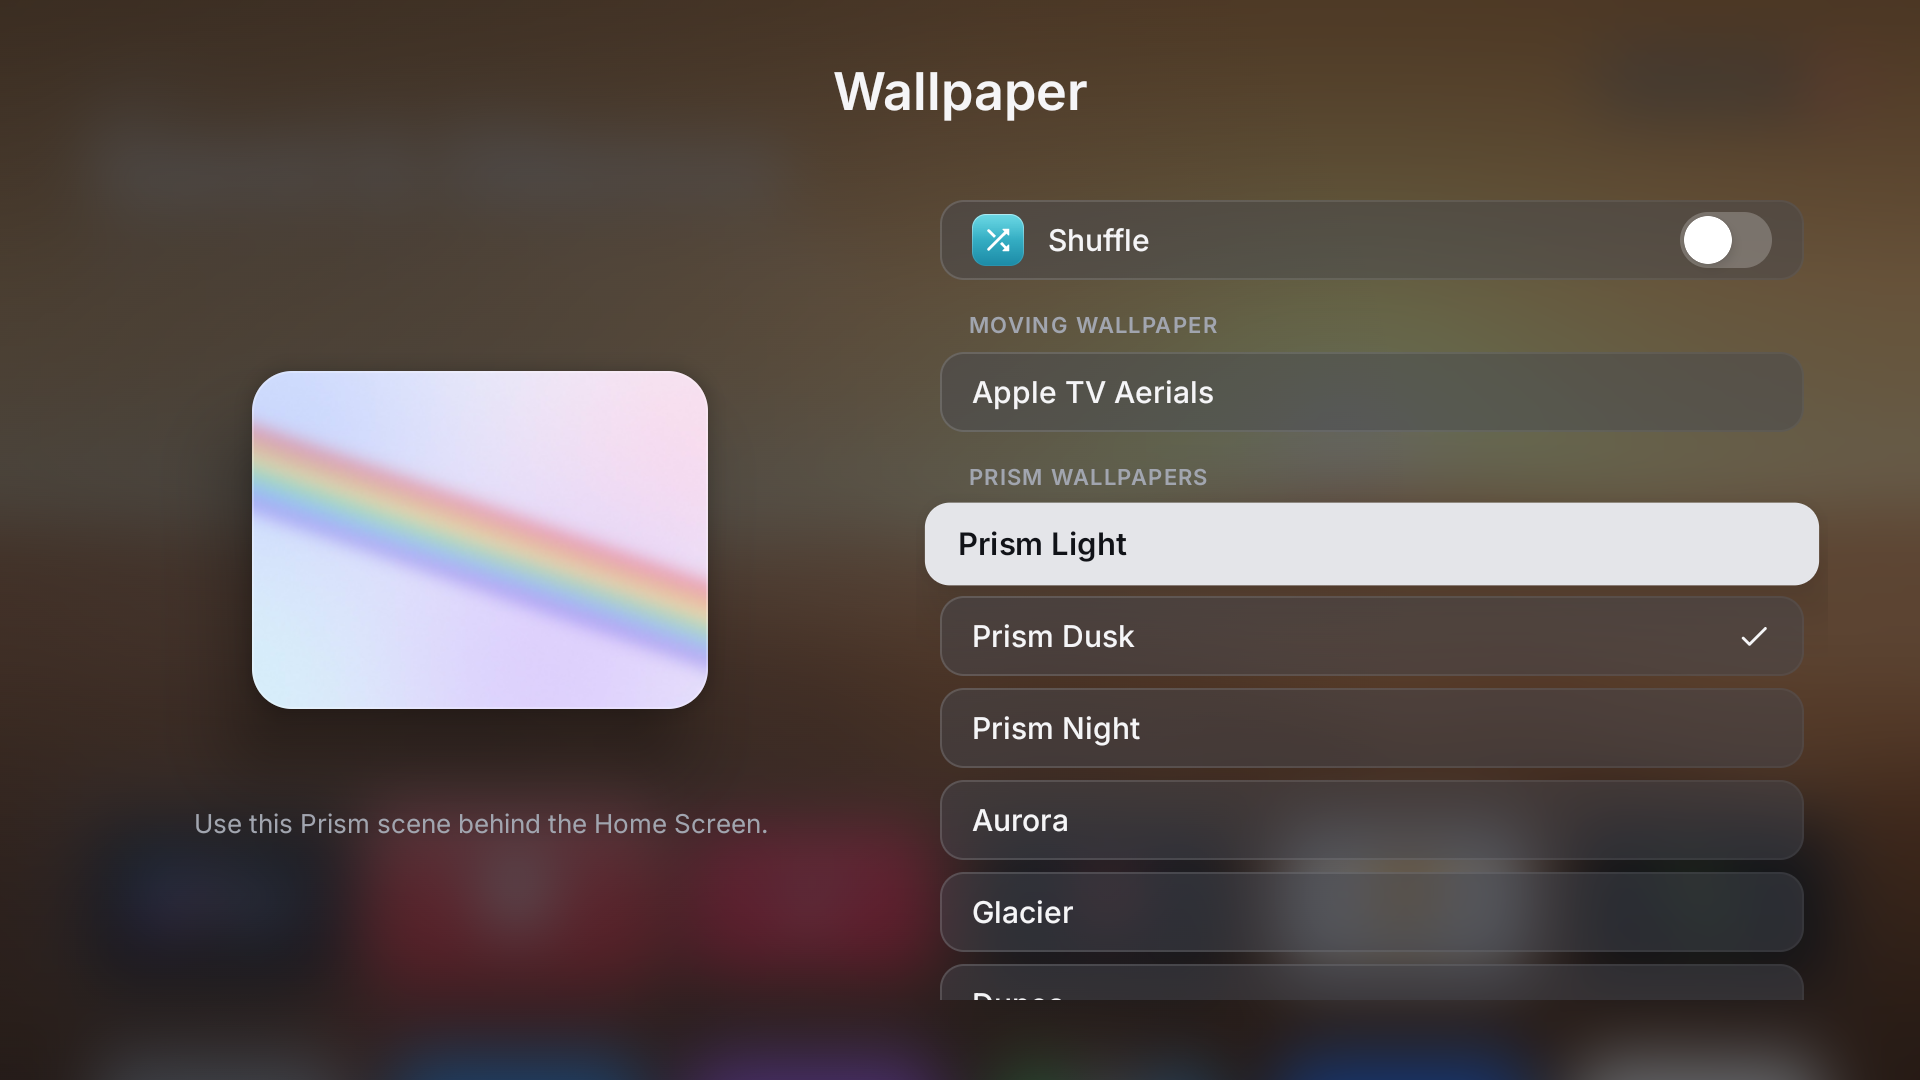 Wallpaper
Shuffle
MOVING WALLPAPER
Apple TV Aerials
PRISM WALLPAPERS
Prism Light
Prism Dusk
Prism Night
Use this Prism scene behind the Home Screen.
Aurora
Glacier